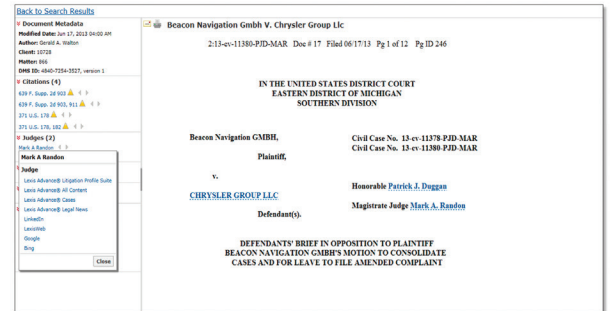 Back to Search Results
Document Metadata
Modified Date: Jun 17, 2013 04:00 AM
Author: Gerald A. Walton
Client: 10728
Matter: 866
DMS ID: 4840-7354-3527, version 1
Citations (4)
639 F. Supp. 2d 903
639 F. Supp. 2d 903, 911
371 U.S. 178
371 U.S. 178, 182
Judges (2)
Mark A Randon
Mark A Randon
Judge
Lexis Advance® Litigation Profile Suite
Lexis Advance® All Content
Lexis Advance® Cases
Lexis Advance® Legal News
LinkedIn
LexisWeb
Google
Bing
Close
Beacon Navigation Gmbh V. Chrysler Group Llc
2:13-cv-11380-PJD-MAR Doc # 17 Filed 06/17/13 Pg 1 of 12 Pg ID 246
IN THE UNITED STATES DISTRICT COURT
EASTERN DISTRICT OF MICHIGAN
SOUTHERN DIVISION
Beacon Navigation GMBH,
Plaintiff,
v.
CHRYSLER GROUP LLC
Defendant(s).
Civil Case No. 13-cv-11378-PJD-MAR
Civil Case No. 13-cv-11380-PJD-MAR
Honorable Patrick J. Duggan
Magistrate Judge Mark A. Randon
DEFENDANTS' BRIEF IN OPPOSITION TO PLAINTIFF
BEACON NAVIGATION GMBH'S MOTION TO CONSOLIDATE
CASES AND FOR LEAVE TO FILE AMENDED COMPLAINT